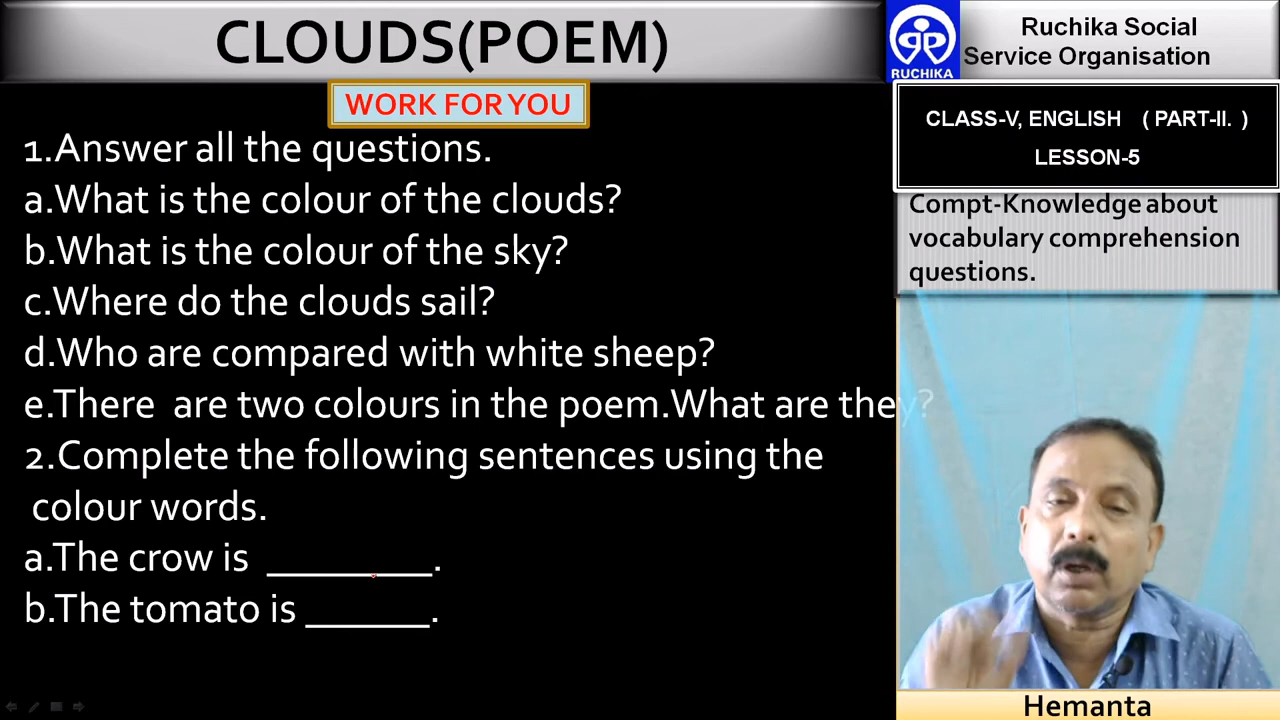 CLOUDS(POEM)
WORK FOR YOU
1.Answer all the questions.
a.What is the colour of the clouds?
b.What is the colour of the sky?
c.Where do the clouds sail?
d.Who are compared with white sheep?
e.There are two colours in the poem.What are they?
2.Complete the following sentences using the
colour words.
a.The crow is _________.
b.The tomato is _______.
RUCHIKA
Ruchika Social
Service Organisation
CLASS-V, ENGLISH ( PART-II. )
LESSON-5
Compt-Knowledge about
vocabulary comprehension
questions.
Hemanta